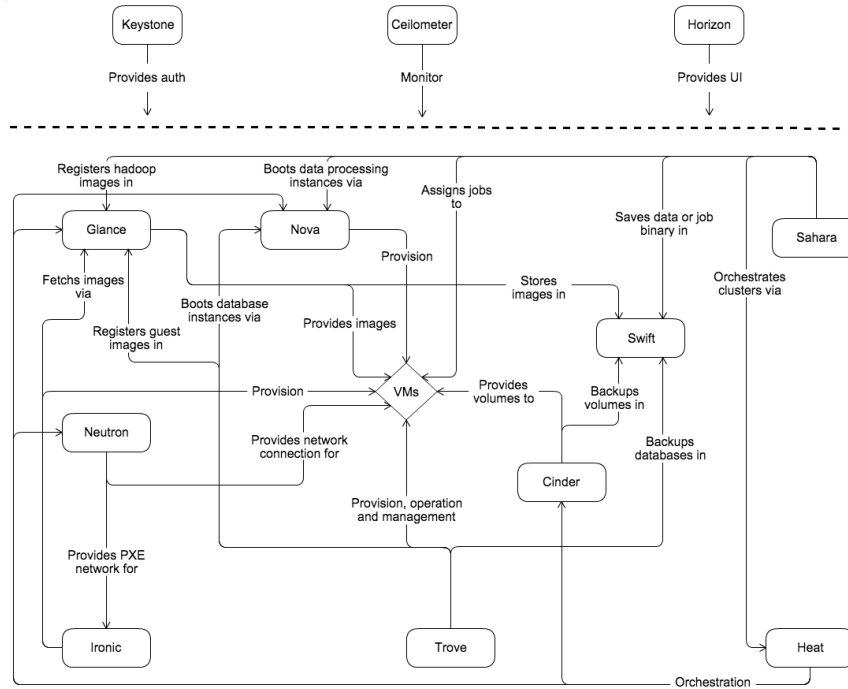 Keystone
Ceilometer
Horizon
Provides auth
Monitor
Provides UI
Registers hadoop
images in
Boots data processing
instances via
Assigns jobs
to
Saves data or job
binary in
Glance
Nova
Sahara
Provision
Fetchs images
via
Boots database
instances via
Stores
images in
Orchestrates
clusters via
Registers guest
images in
Provides images
Swift
Provision
VMs
Provides
volumes to
Backups
volumes in
Neutron
Provides network
connection for
Backups
databases in
Cinder
Provision, operation
and management
Provides PXE
network for
Ironic
Trove
Heat
Orchestration